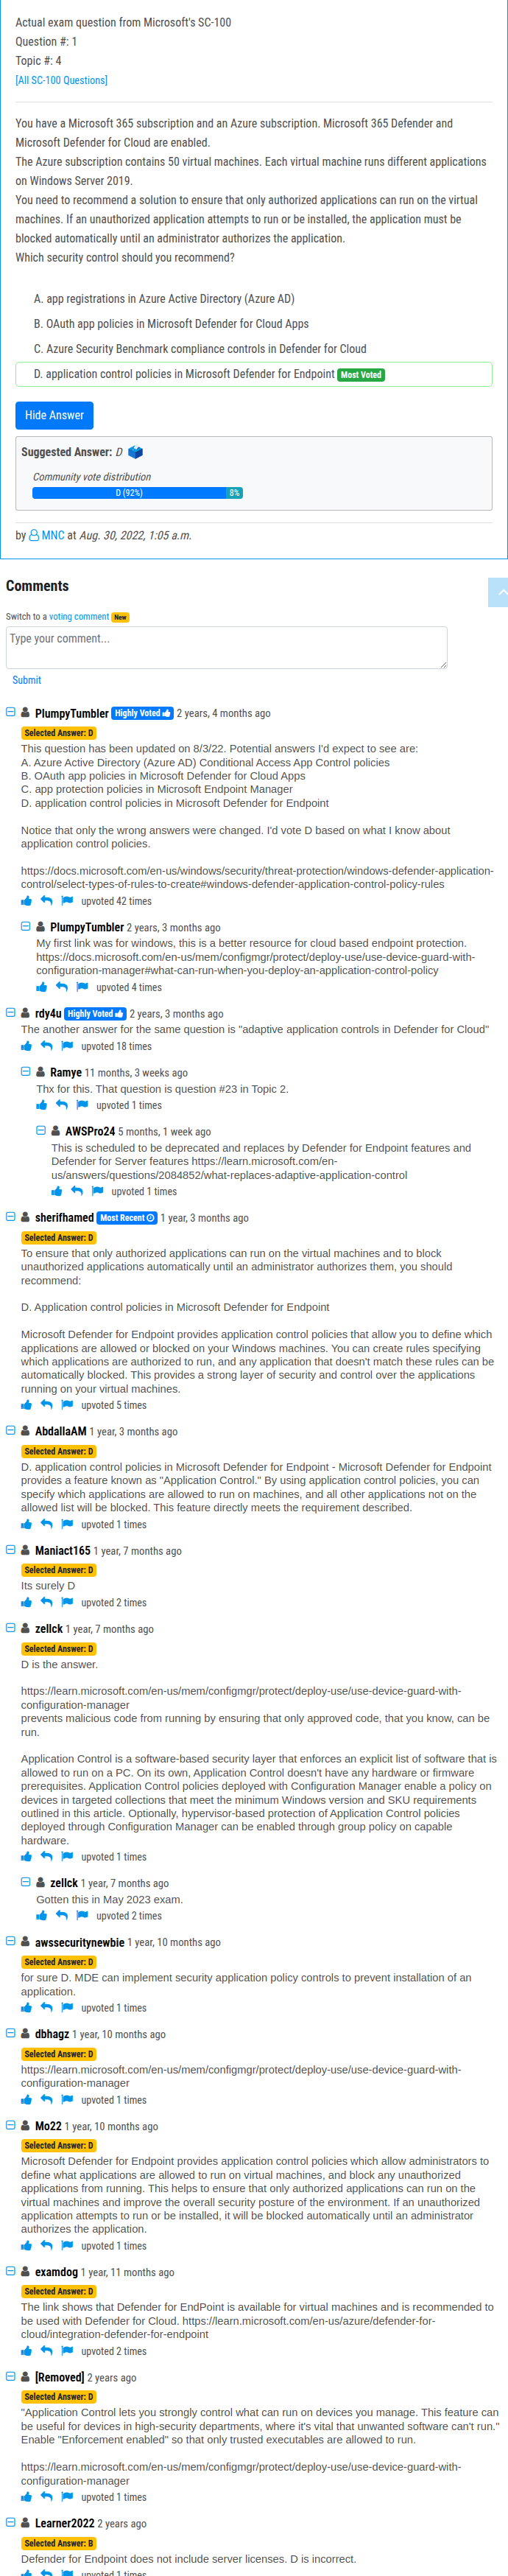 Actual exam question from Microsoft's SC-100
Question #: 1
Topic #: 4
[All SC-100 Questions]
You have a Microsoft 365 subscription and an Azure subscription. Microsoft 365 Defender and
Microsoft Defender for Cloud are enabled.
The Azure subscription contains 50 virtual machines. Each virtual machine runs different applications
on Windows Server 2019.
You need to recommend a solution to ensure that only authorized applications can run on the virtual
machines. If an unauthorized application attempts to run or be installed, the application must be
blocked automatically until an administrator authorizes the application.
Which security control should you recommend?
A. app registrations in Azure Active Directory (Azure AD)
B. OAuth app policies in Microsoft Defender for Cloud Apps
C. Azure Security Benchmark compliance controls in Defender for Cloud
D. application control policies in Microsoft Defender for Endpoint Most Voted
Hide Answer
Suggested Answer: D
Community vote distribution
D (92%) 8%
by MNC at Aug. 30, 2022, 1:05 a.m.
Comments
Switch to a voting comment New
Type your comment...
Submit
PlumpyTumbler Highly Voted 2 years, 4 months ago
Selected Answer: D
This question has been updated on 8/3/22. Potential answers I'd expect to see are:
A. Azure Active Directory (Azure AD) Conditional Access App Control policies
B. OAuth app policies in Microsoft Defender for Cloud Apps
C. app protection policies in Microsoft Endpoint Manager
D. application control policies in Microsoft Defender for Endpoint
Notice that only the wrong answers were changed. I'd vote D based on what I know about
application control policies.
https://docs.microsoft.com/en-us/windows/security/threat-protection/windows-defender-application-
control/select-types-of-rules-to-create#windows-defender-application-control-policy-rules
upvoted 42 times
PlumpyTumbler 2 years, 3 months ago
My first link was for windows, this is a better resource for cloud based endpoint protection.
https://docs.microsoft.com/en-us/mem/configmgr/protect/deploy-use/use-device-guard-with-
configuration-manager#what-can-run-when-you-deploy-an-application-control-policy
upvoted 4 times
rdy4u Highly Voted 2 years, 3 months ago
The another answer for the same question is "adaptive application controls in Defender for Cloud"
upvoted 18 times
Ramye 11 months, 3 weeks ago
Thx for this. That question is question #23 in Topic 2.
upvoted 1 times
AWSPro24 5 months, 1 week ago
This is scheduled to be deprecated and replaces by Defender for Endpoint features and
Defender for Server features https://learn.microsoft.com/en-
us/answers/questions/2084852/what-replaces-adaptive-application-control
upvoted 1 times
sherifhamed Most Recent 1 year, 3 months ago
Selected Answer: D
To ensure that only authorized applications can run on the virtual machines and to block
unauthorized applications automatically until an administrator authorizes them, you should
recommend:
D. Application control policies in Microsoft Defender for Endpoint
Microsoft Defender for Endpoint provides application control policies that allow you to define which
applications are allowed or blocked on your Windows machines. You can create rules specifying
which applications are authorized to run, and any application that doesn't match these rules can be
automatically blocked. This provides a strong layer of security and control over the applications
running on your virtual machines.
upvoted 5 times
AbdallaAM 1 year, 3 months ago
Selected Answer: D
D. application control policies in Microsoft Defender for Endpoint - Microsoft Defender for Endpoint
provides a feature known as "Application Control." By using application control policies, you can
specify which applications are allowed to run on machines, and all other applications not on the
allowed list will be blocked. This feature directly meets the requirement described.
upvoted 1 times
Maniact165 1 year, 7 months ago
Selected Answer: D
Its surely D
upvoted 2 times
zellck 1 year, 7 months ago
Selected Answer: D
D is the answer.
https://learn.microsoft.com/en-us/mem/configmgr/protect/deploy-use/use-device-guard-with-
configuration-manager
prevents malicious code from running by ensuring that only approved code, that you know, can be
run.
Application Control is a software-based security layer that enforces an explicit list of software that is
allowed to run on a PC. On its own, Application Control doesn't have any hardware or firmware
prerequisites. Application Control policies deployed with Configuration Manager enable a policy on
devices in targeted collections that meet the minimum Windows version and SKU requirements
outlined in this article. Optionally, hypervisor-based protection of Application Control policies
deployed through Configuration Manager can be enabled through group policy on capable
hardware.
upvoted 1 times
zellck 1 year, 7 months ago
Gotten this in May 2023 exam.
upvoted 2 times
awssecuritynewbie 1 year, 10 months ago
Selected Answer: D
for sure D. MDE can implement security application policy controls to prevent installation of an
application.
upvoted 1 times
dbhagz 1 year, 10 months ago
Selected Answer: D
https://learn.microsoft.com/en-us/mem/configmgr/protect/deploy-use/use-device-guard-with-
configuration-manager
upvoted 1 times
Mo22 1 year, 10 months ago
Selected Answer: D
Microsoft Defender for Endpoint provides application control policies which allow administrators to
define what applications are allowed to run on virtual machines, and block any unauthorized
applications from running. This helps to ensure that only authorized applications can run on the
virtual machines and improve the overall security posture of the environment. If an unauthorized
application attempts to run or be installed, it will be blocked automatically until an administrator
authorizes the application.
upvoted 1 times
examdog 1 year, 11 months ago
Selected Answer: D
The link shows that Defender for EndPoint is available for virtual machines and is recommended to
be used with Defender for Cloud. https://learn.microsoft.com/en-us/azure/defender-for-
cloud/integration-defender-for-endpoint
upvoted 2 times
[Removed] 2 years ago
Selected Answer: D
"Application Control lets you strongly control what can run on devices you manage. This feature can
be useful for devices in high-security departments, where it's vital that unwanted software can't run."
Enable "Enforcement enabled" so that only trusted executables are allowed to run.
https://learn.microsoft.com/en-us/mem/configmgr/protect/deploy-use/use-device-guard-with-
configuration-manager
upvoted 1 times
Learner2022 2 years ago
Selected Answer: B
Defender for Endpoint does not include server licenses. D is incorrect.
upvoted 1 times